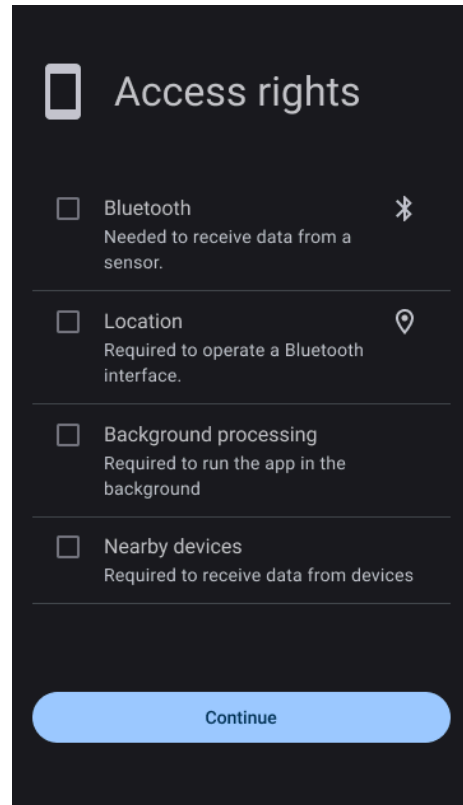 Access rights
Bluetooth
Needed to receive data from a
sensor.
Location
Required to operate a Bluetooth
interface.
Background processing
Required to run the app in the
background
Nearby devices
Required to receive data from devices
Continue